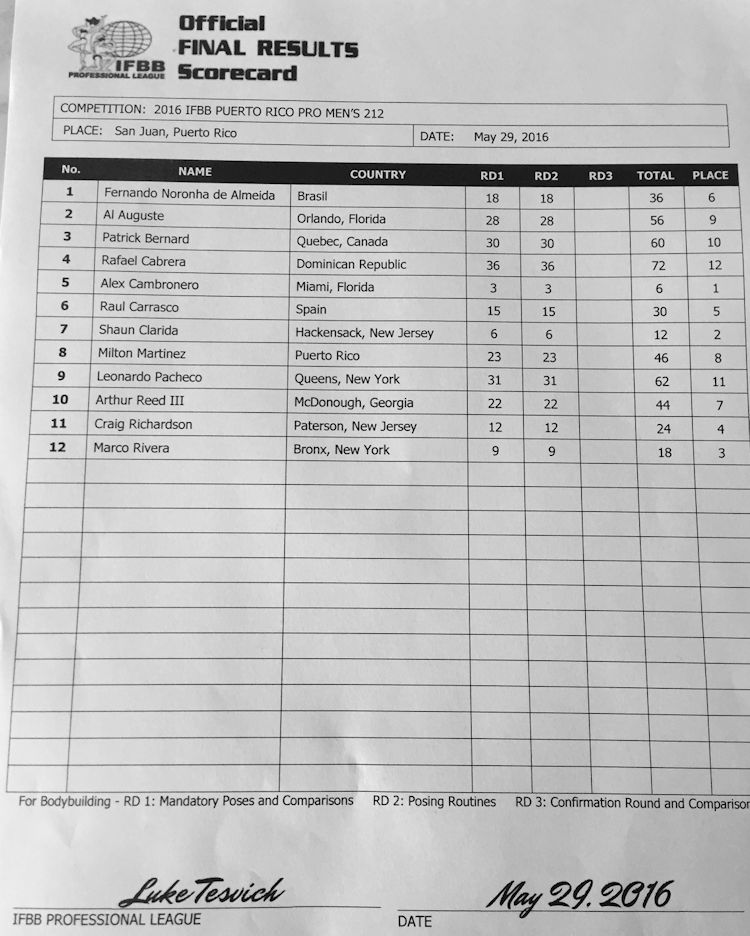 IFBB
PROFESSIONAL LEAGUE
Official
FINAL RESULTS
Scorecard
COMPETITION: 2016 IFBB PUERTO RICO PRO MEN'S 212
PLACE: San Juan, Puerto Rico DATE: May 29, 2016
No. NAME COUNTRY RD1 RD2 RD3 TOTAL PLACE
1 Fernando Noronha de Almeida Brasil 18 18 36 6
2 Al Auguste Orlando, Florida 28 28 56 9
3 Patrick Bernard Quebec, Canada 30 30 60 10
4 Rafael Cabrera Dominican Republic 36 36 72 12
5 Alex Cambronero Miami, Florida 3 3 6 1
6 Raul Carrasco Spain 15 15 30 5
7 Shaun Clarida Hackensack, New Jersey 6 6 12 2
8 Milton Martinez Puerto Rico 23 23 46 8
9 Leonardo Pacheco Queens, New York 31 31 62 11
10 Arthur Reed III McDonough, Georgia 22 22 44 7
11 Craig Richardson Paterson, New Jersey 12 12 24 4
12 Marco Rivera Bronx, New York 9 9 18 3
For Bodybuilding - RD 1: Mandatory Poses and Comparisons RD 2: Posing Routines RD 3: Confirmation Round and Comparison
Luke Tesvich May 29. 2016
IFBB PROFESSIONAL LEAGUE DATE